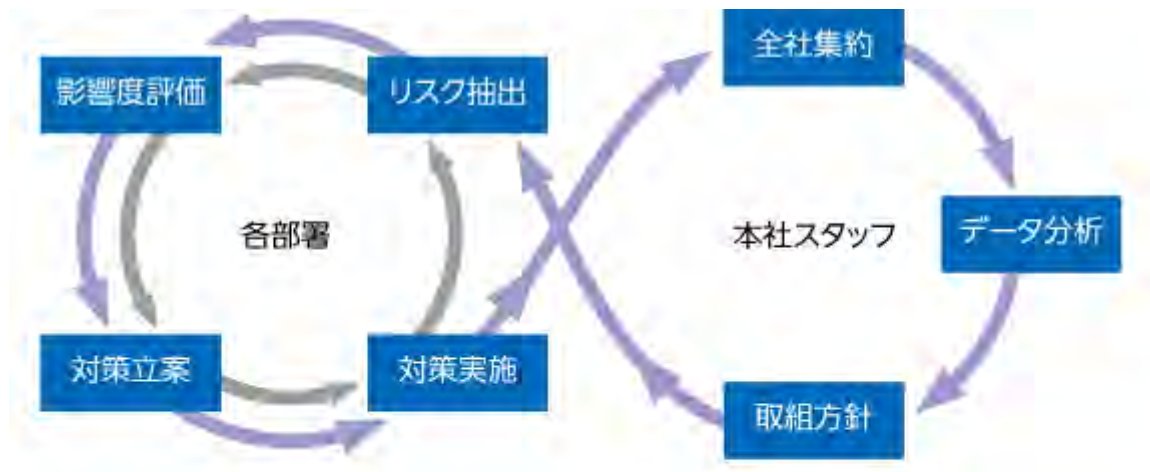 全社集約
影響度評価
リスク抽出
各部署
本社スタッフ
データ分析
対策立案
対策実施
取組方針